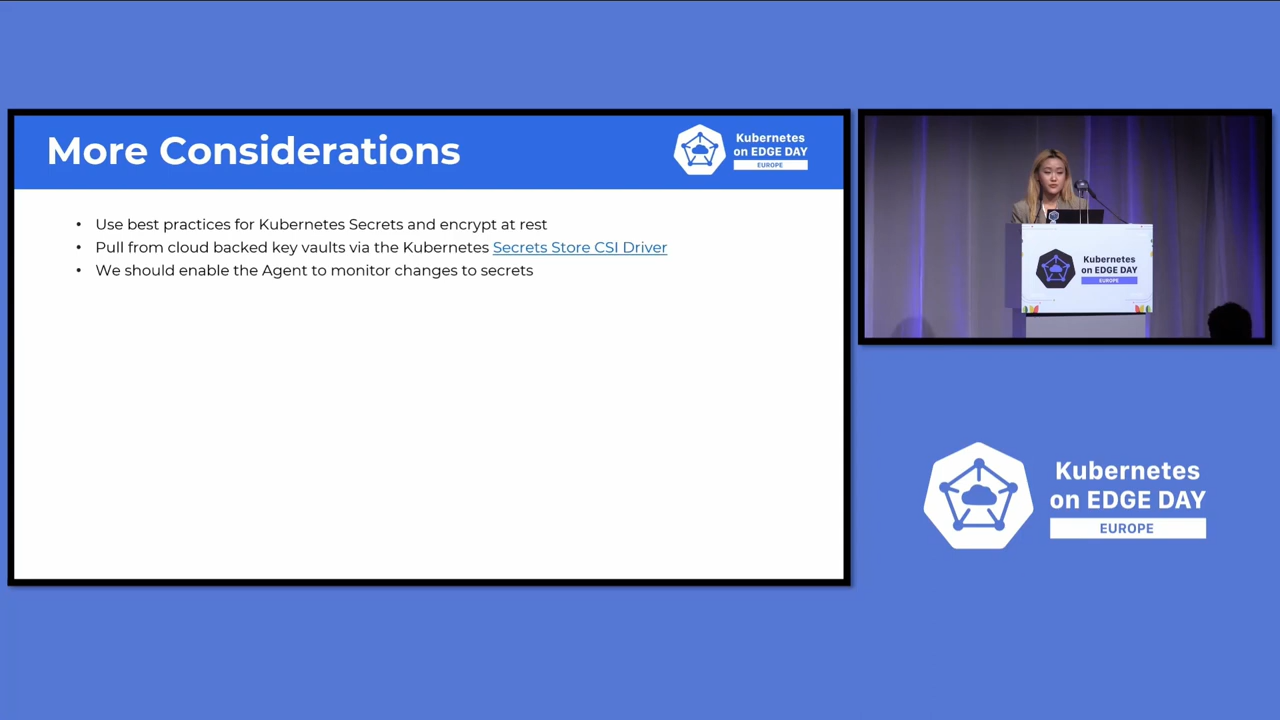 More Considerations
Kubernetes
on EDGE DAY
EUROPE
• Use best practices for Kubernetes Secrets and encrypt at rest
• Pull from cloud backed key vaults via the Kubernetes Secrets Store CSI Driver
• We should enable the Agent to monitor changes to secrets
Kubernetes
on EDGE DAY
EUROPE
Kubernetes
on EDGE DAY
EUROPE